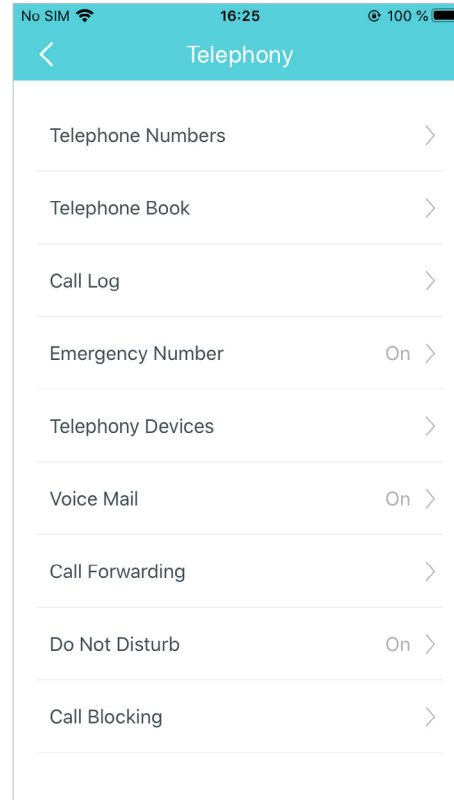 No SIM 16:25 100 %
Telephony
Telephone Numbers
Telephone Book
Call Log
Emergency Number On
Telephony Devices
Voice Mail On
Call Forwarding
Do Not Disturb On
Call Blocking